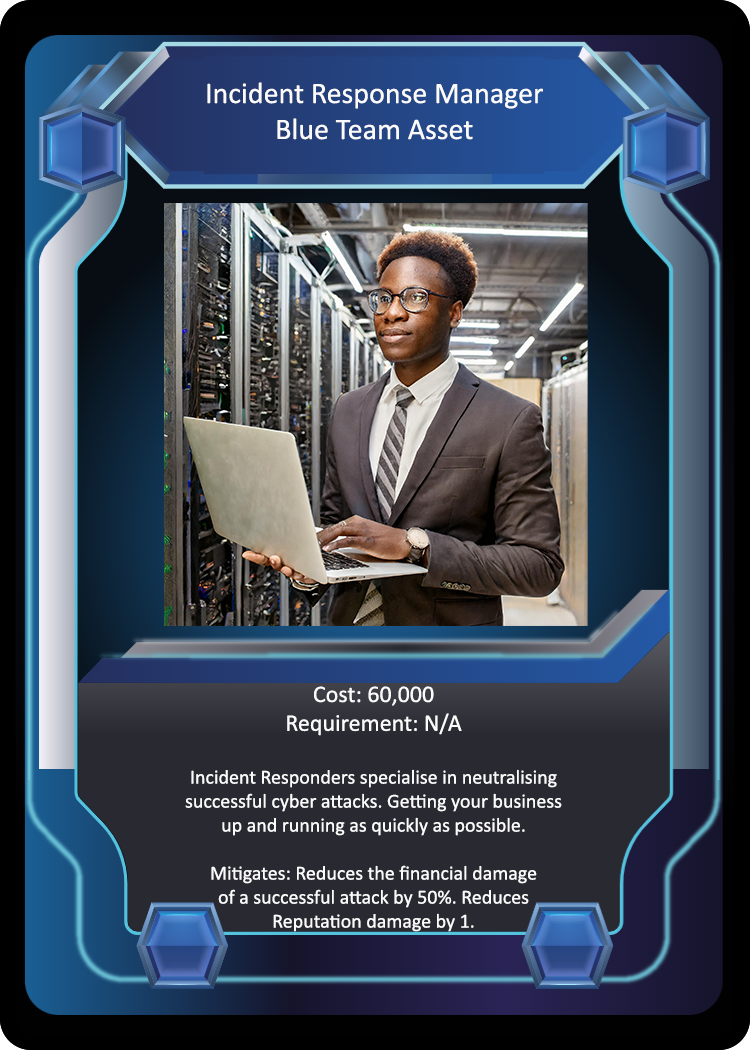 Incident Response Manager
Blue Team Asset
Cost: 60,000
Requirement: N/A
Incident Responders specialise in neutralising
successful cyber attacks. Getting your business
up and running as quickly as possible.
Mitigates: Reduces the financial damage
of a successful attack by 50%. Reduces
Reputation damage by 1.